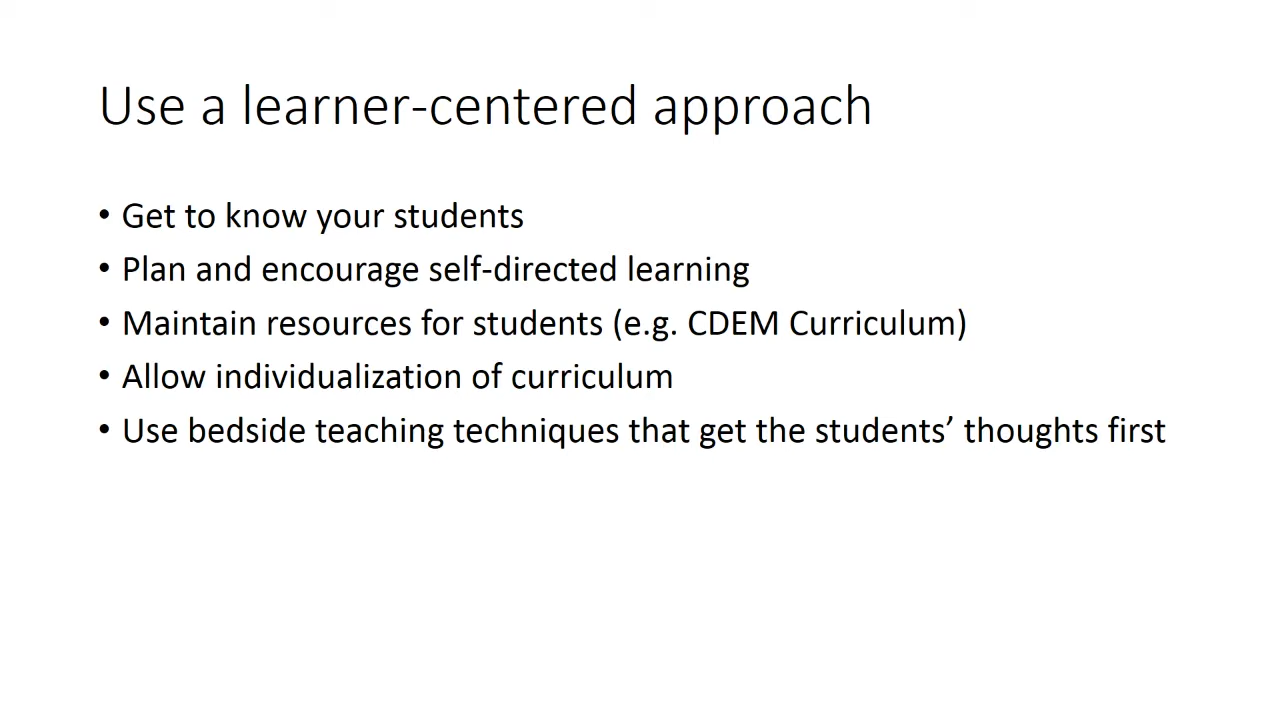 Use a learner-centered approach
• Get to know your students
• Plan and encourage self-directed learning
• Maintain resources for students (e.g. CDEM Curriculum)
• Allow individualization of curriculum
• Use bedside teaching techniques that get the students’ thoughts first